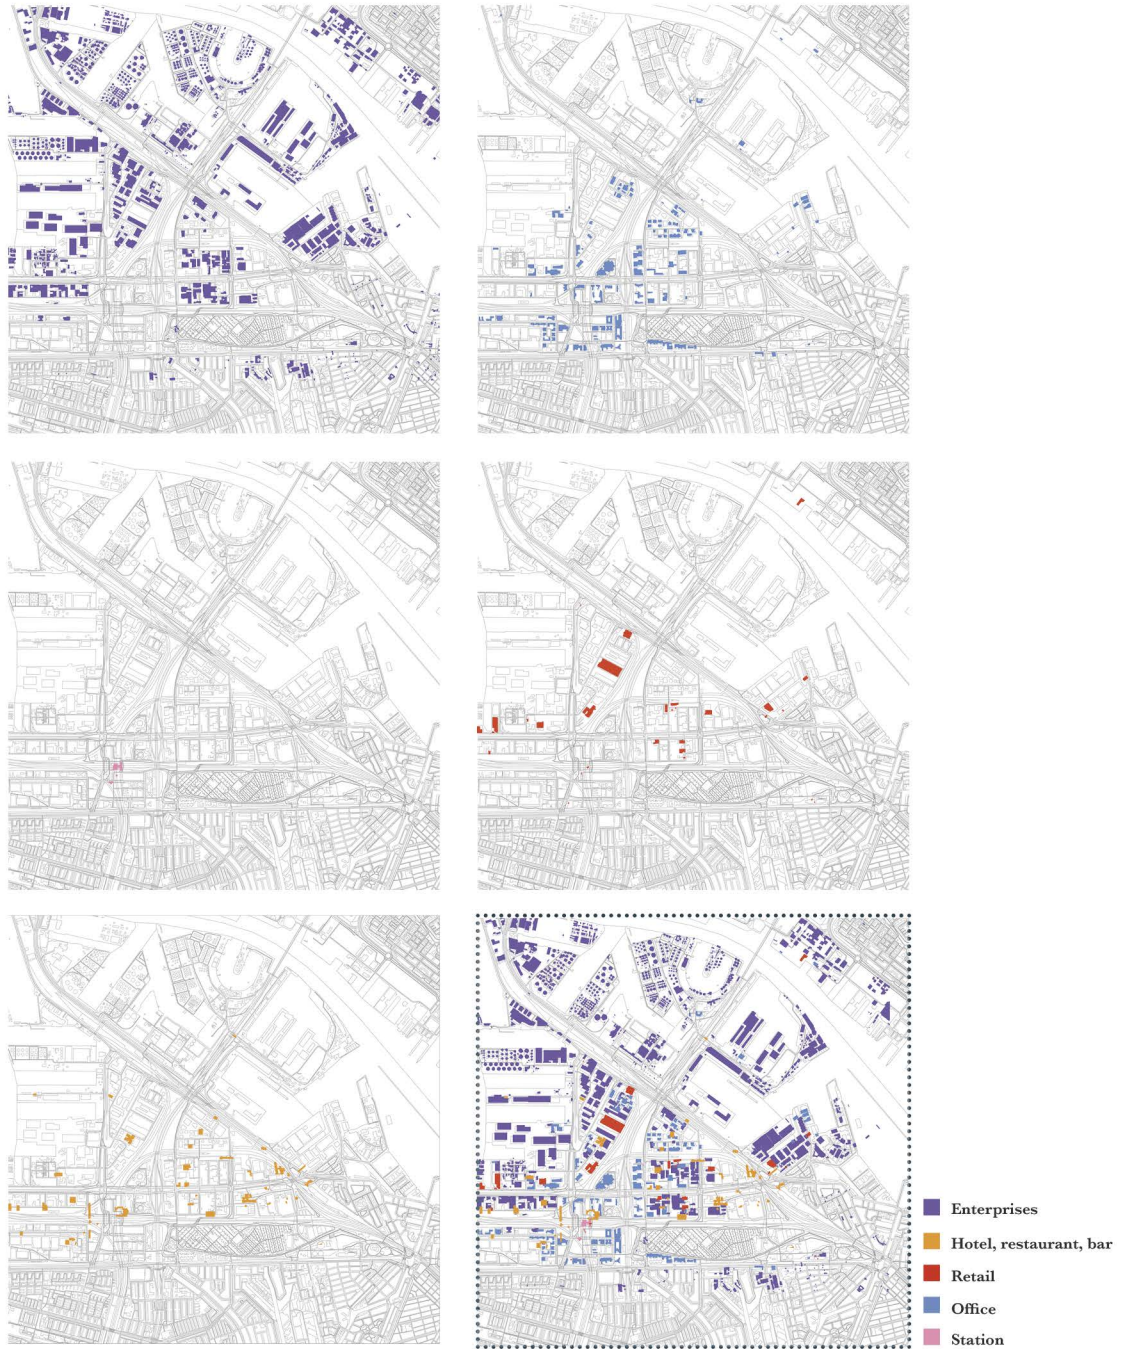 Enterprises
Hotel, restaurant, bar
Retail
Office
Station